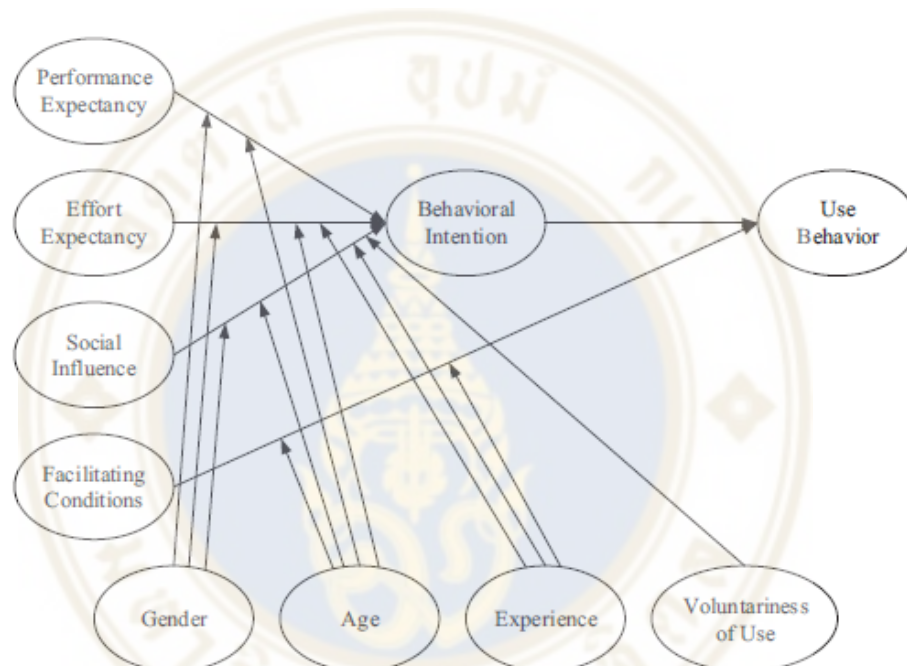 Performance
Expectancy
Effort
Expectancy
Behavioral
Intention
Use
Behavior
Social
Influence
Facilitating
Conditions
Gender
Age
Experience
Voluntariness
of Use